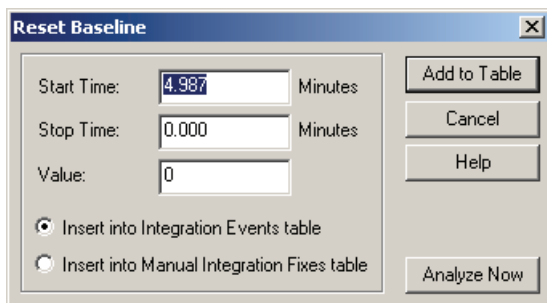 Reset Baseline
Start Time: 4.987 Minutes
Stop Time: 0.000 Minutes
Value: 0
Insert into Integration Events table
Insert into Manual Integration Fixes table
Add to Table
Cancel
Help
Analyze Now